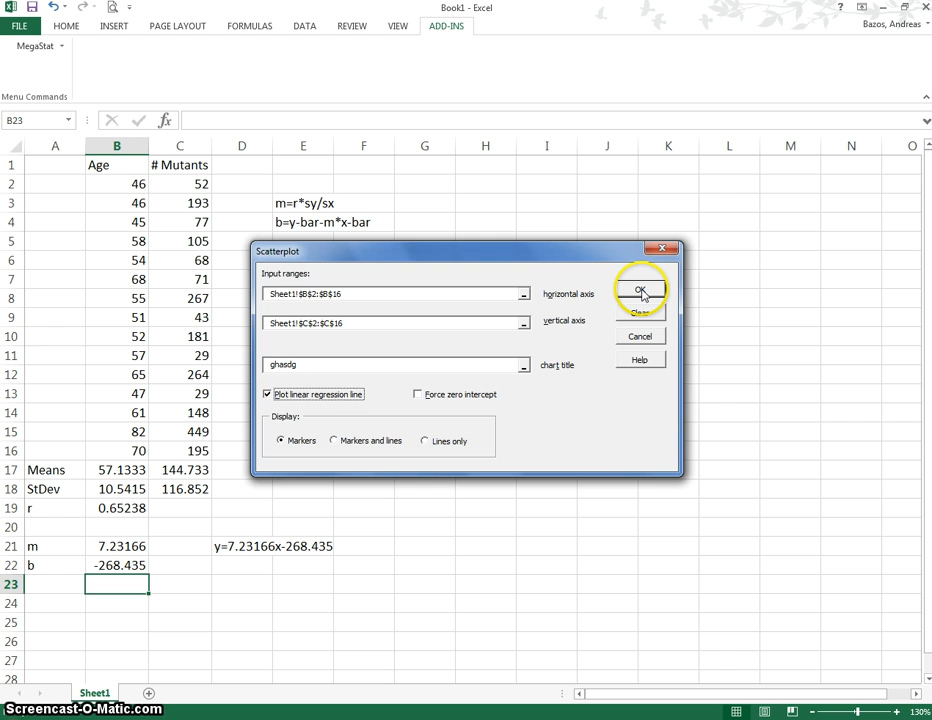 Book1 - Excel
FILE HOME INSERT PAGE LAYOUT FORMULAS DATA REVIEW VIEW ADD-INS Bazos, Andreas
MegaStat
Menu Commands
B23 fx
A B C D E F G H I J K L M N O
1 Age # Mutants
2 46 52
3 46 193 m=r*sy/sx
4 45 77 b=y-bar-m*x-bar
5 58 105
6 54 68
7 68 71
8 55 267
9 51 43
10 52 181
11 57 29
12 65 264
13 47 29
14 61 148
15 82 449
16 70 195
17 Means 57.1333 144.733
18 StDev 10.5415 116.852
19 r 0.65238
20
21 m 7.23166 y=7.23166x-268.435
22 b -268.435
23
24
25
26
27
28
Scatterplot
Input ranges:
Sheet1!$B$2:$B$16 horizontal axis OK
Sheet1!$C$2:$C$16 vertical axis Clear
Cancel
ghasdg chart title Help
Plot linear regression line Force zero intercept
Display:
Markers Markers and lines Lines only
Sheet1
Screencast-O-Matic.com 130%